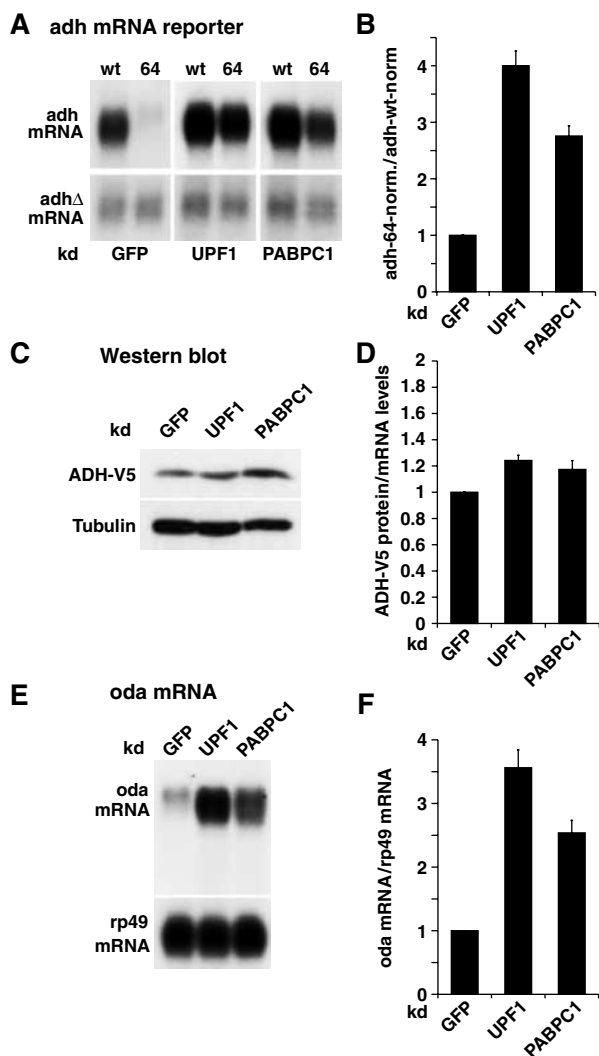 A adh mRNA reporter
wt 64 wt 64 wt 64
adh
mRNA
adhΔ
mRNA
kd GFP UPF1 PABPC1
B
adh-64-norm./adh-wt-norm
5
4
3
2
1
0
kd
GFP
UPF1
PABPC1
C Western blot
kd
GFP
UPF1
PABPC1
ADH-V5
Tubulin
D
ADH-V5 protein/mRNA levels
2
1.8
1.6
1.4
1.2
1
0.8
0.6
0.4
0.2
0
kd
GFP
UPF1
PABPC1
E oda mRNA
kd
GFP
UPF1
PABPC1
oda
mRNA
rp49
mRNA
F
oda mRNA/rp49 mRNA
4
3
2
1
0
kd
GFP
UPF1
PABPC1